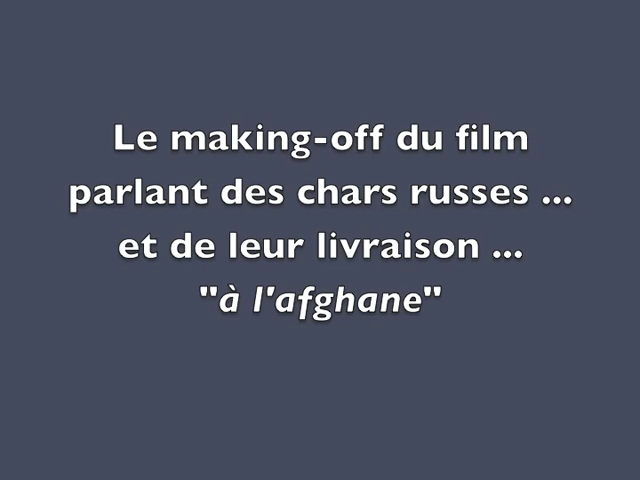 Le making-off du film
parlant des chars russes ...
et de leur livraison ...
"à l'afghane"